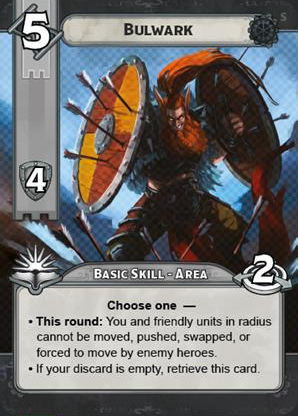 5
BULWARK
S
4
BASIC SKILL - AREA
2
Choose one —
• This round: You and friendly units in radius
cannot be moved, pushed, swapped, or
forced to move by enemy heroes.
• If your discard is empty, retrieve this card.